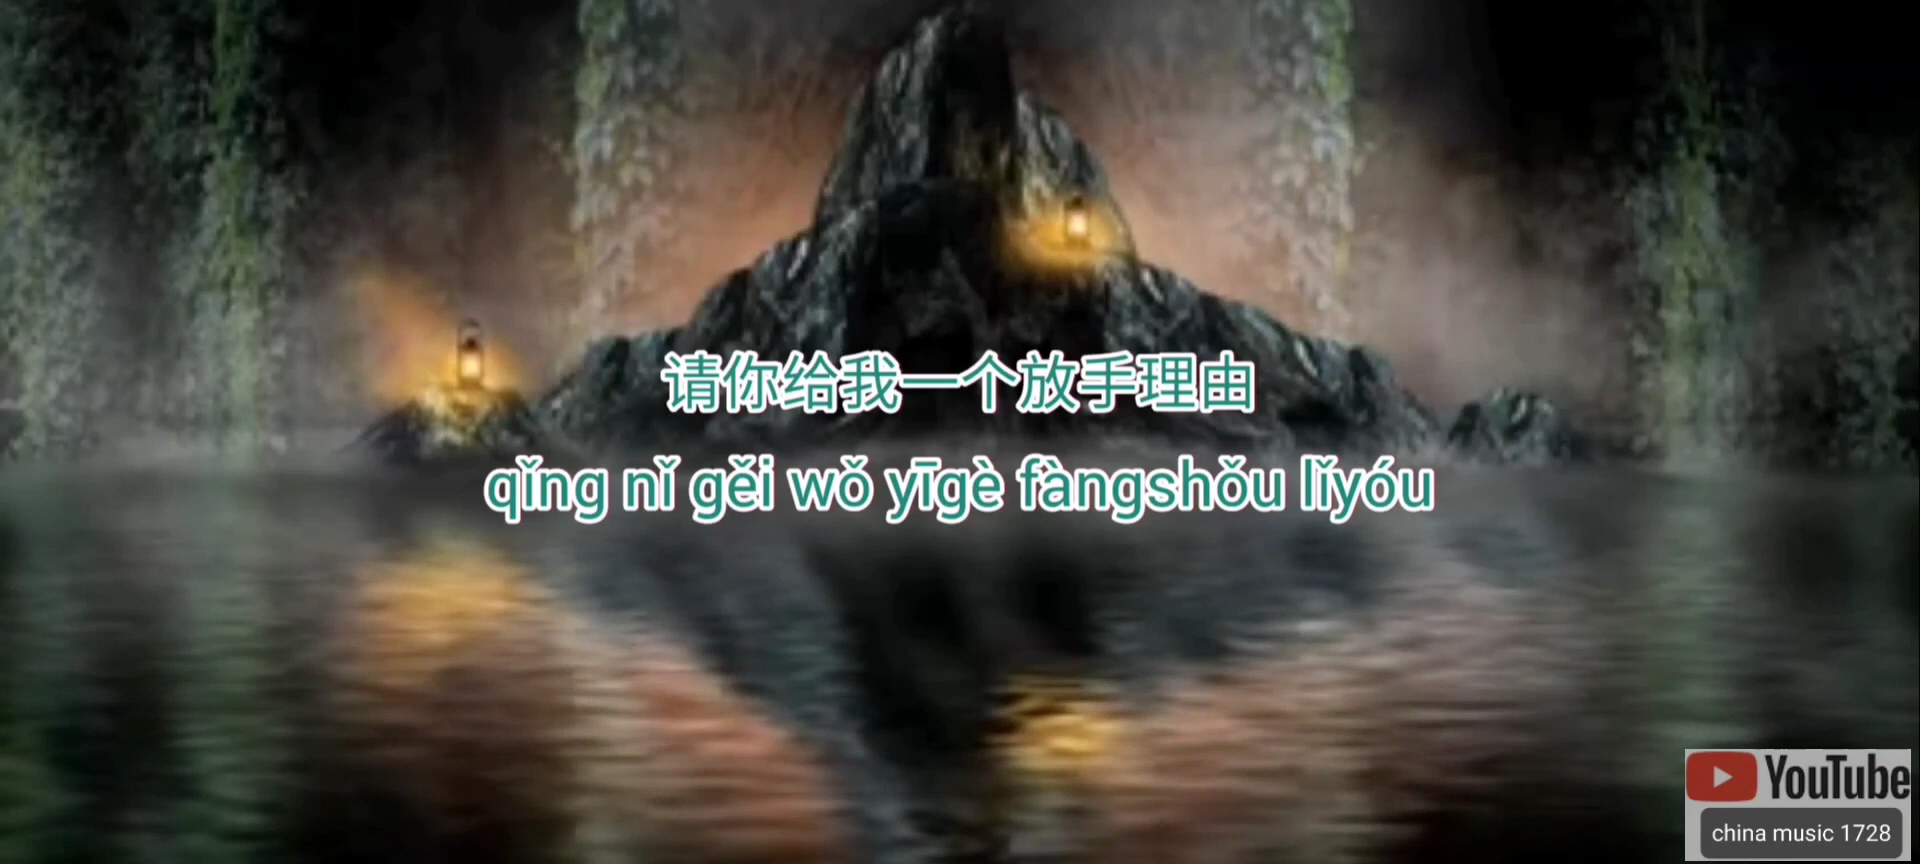 请你给我一个放手理由
qǐng nǐ gěi wǒ yīgè fàngshǒu lǐyóu
YouTube
china music 1728